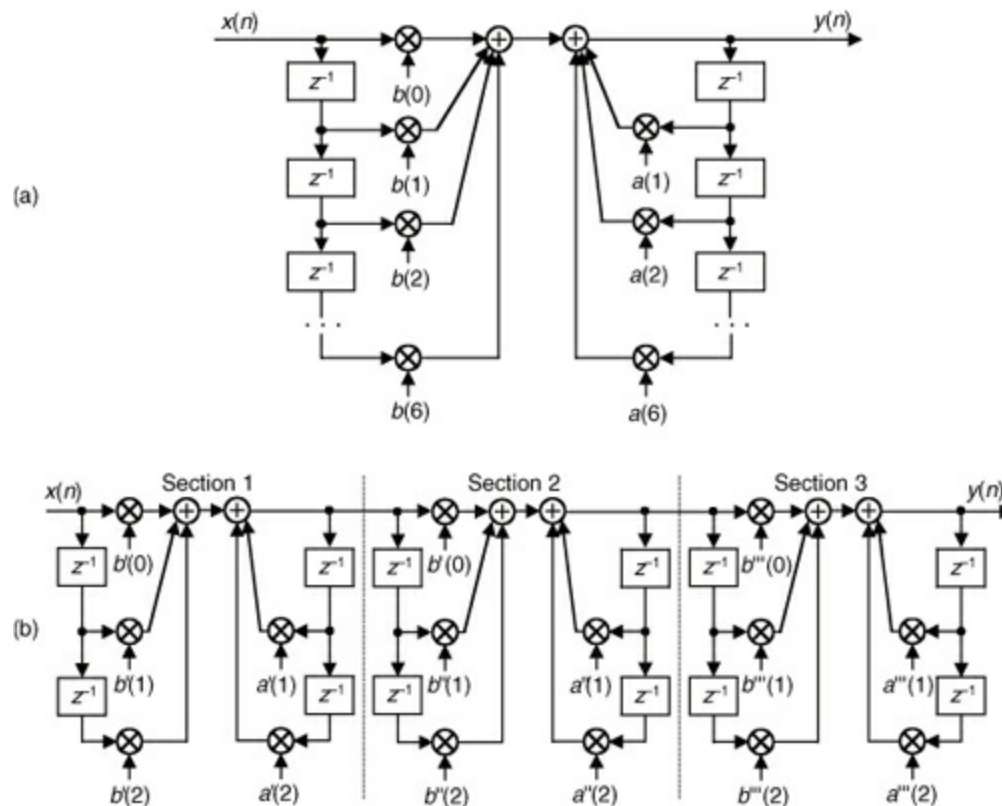 x(n) y(n)
z⁻¹ b(0) z⁻¹
z⁻¹ b(1) a(1) z⁻¹
(a)
z⁻¹ b(2) a(2) z⁻¹
. . . . . .
b(6) a(6)
x(n) Section 1 Section 2 Section 3 y(n)
z⁻¹ b'(0) z⁻¹ z⁻¹ b'(0) z⁻¹ z⁻¹ b'''(0) z⁻¹
(b)
z⁻¹ b'(1) a'(1) z⁻¹ z⁻¹ b''(1) a'(1) z⁻¹ z⁻¹ b'''(1) a'''(1) z⁻¹
b'(2) a'(2) b''(2) a''(2) b'''(2) a'''(2)